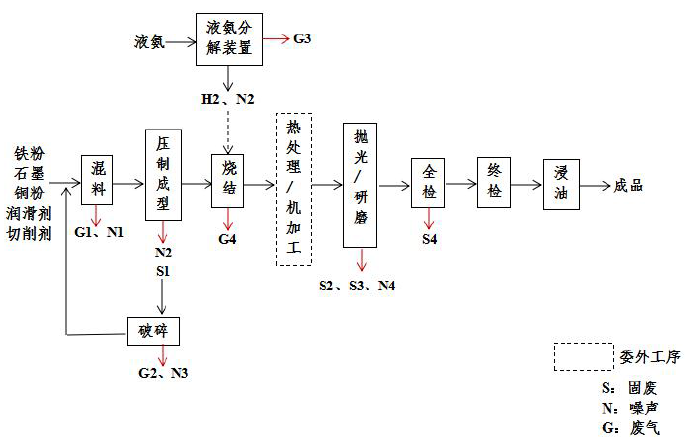 液氨
液氨分
解装置
G3
H2、N2
铁粉
石墨
铜粉
润滑剂
切削剂
混料
压制成型
烧结
热处理/机加工
抛光/研磨
全检
终检
浸油
成品
G1、N1
N2
S1
G4
S2、S3、N4
S4
破碎
G2、N3
委外工序
S：固废
N：噪声
G：废气